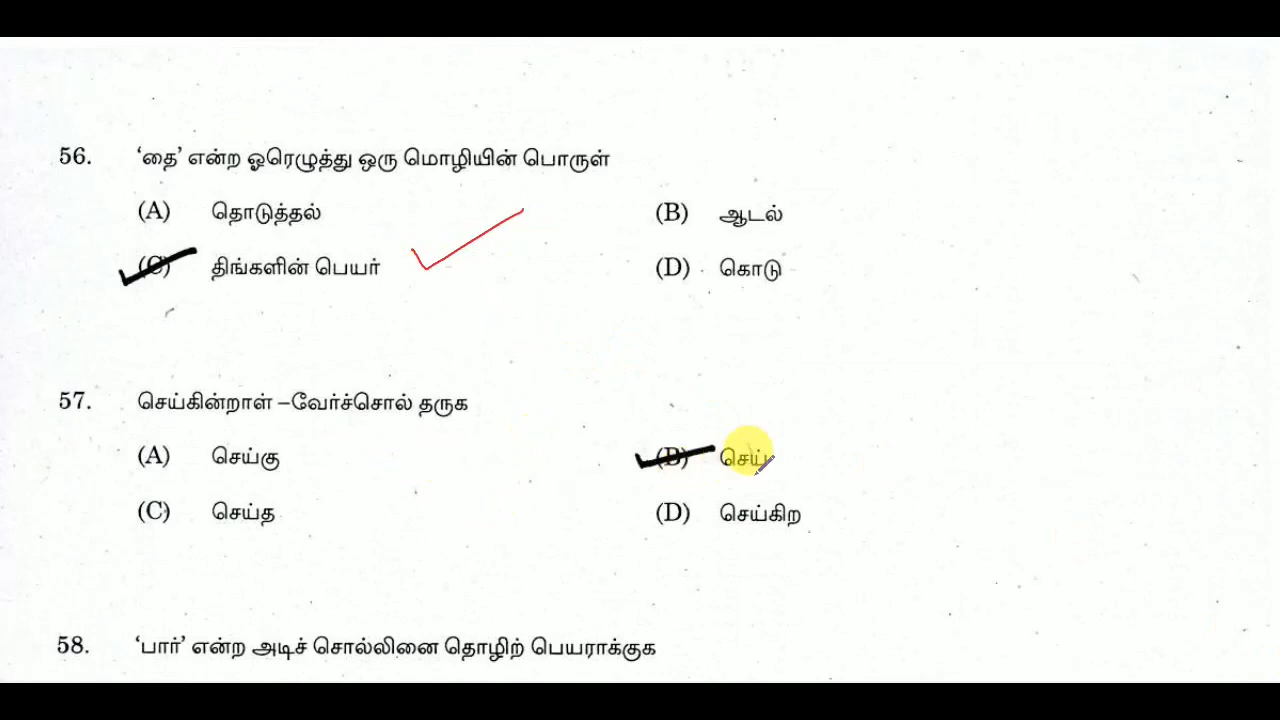 56. ‘தை’ என்ற ஓரெழுத்து ஒரு மொழியின் பொருள்
(A) தொடுத்தல் (B) ஆடல்
(C) திங்களின் பெயர் (D) கொடு
57. செய்கின்றாள் –வேர்ச்சொல் தருக
(A) செய்கு (B) செய்
(C) செய்த (D) செய்கிற
58. ‘பார்’ என்ற அடிச் சொல்லினை தொழிற் பெயராக்குக